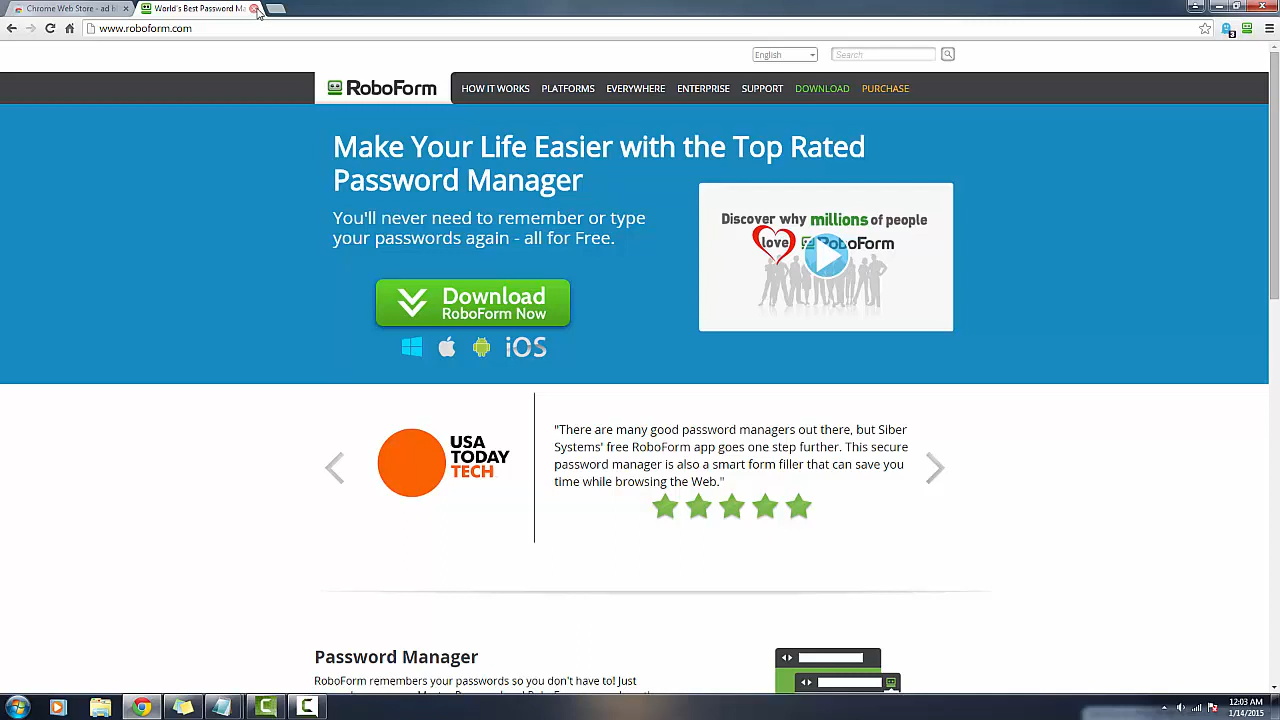 Chrome Web Store - ad b
World's Best Password Ma
www.roboform.com
3
English
Search
RoboForm
HOW IT WORKS PLATFORMS EVERYWHERE ENTERPRISE SUPPORT DOWNLOAD PURCHASE
Make Your Life Easier with the Top Rated
Password Manager
You'll never need to remember or type
your passwords again - all for Free.
Download
RoboForm Now
iOS
Discover why millions of people
love RoboForm
USA
TODAY
TECH
"There are many good password managers out there, but Siber
Systems' free RoboForm app goes one step further. This secure
password manager is also a smart form filler that can save you
time while browsing the Web."
Password Manager
RoboForm remembers your passwords so you don't have to! Just
12:03 AM
1/14/2015